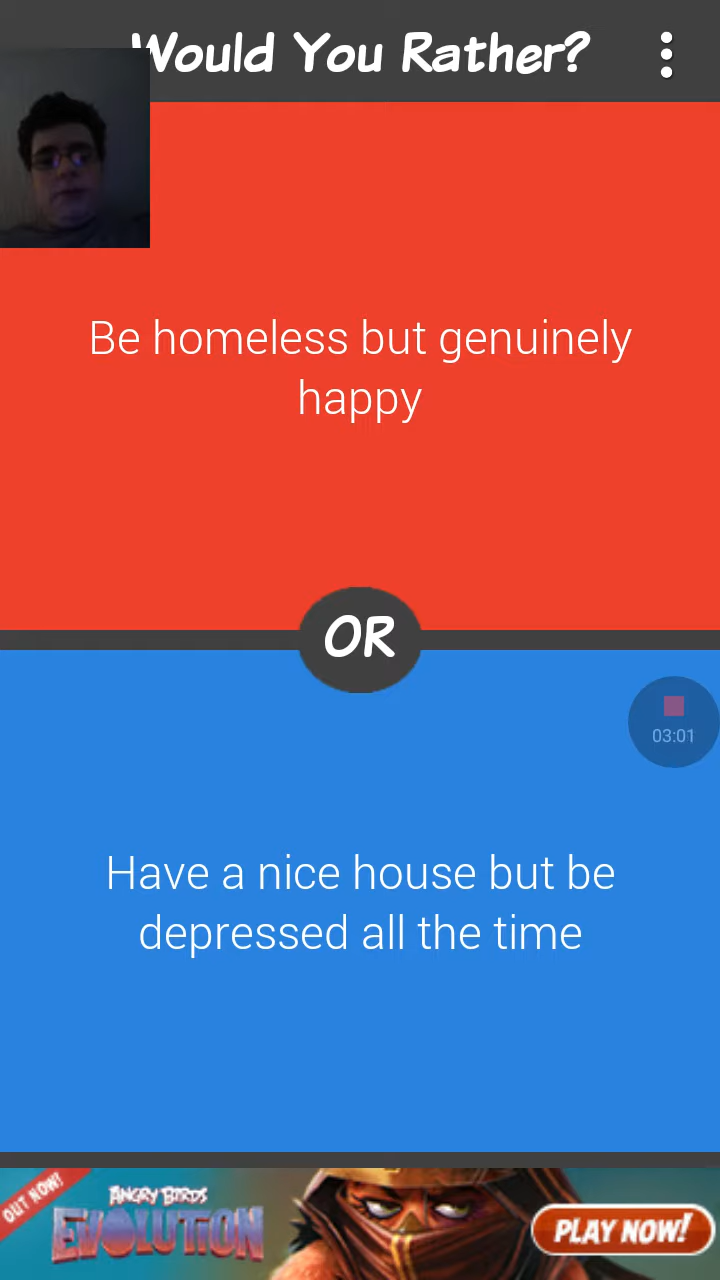 Would You Rather?
Be homeless but genuinely
happy
OR
03:01
Have a nice house but be
depressed all the time
OUT NOW!
ANGRY BIRDS
EVOLUTION
PLAY NOW!